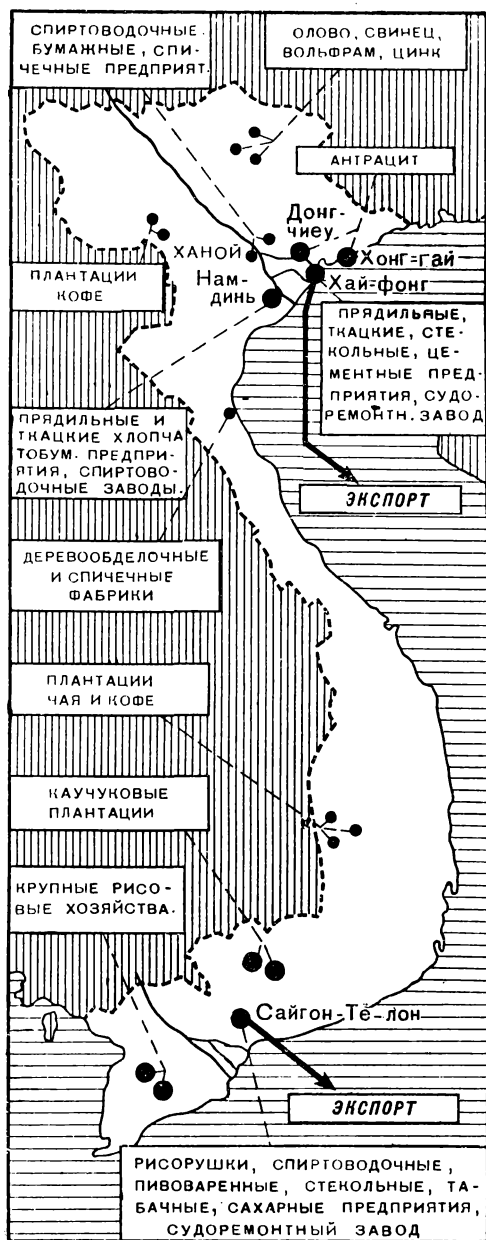 СПИРТОВОДОЧНЫЕ,
БУМАЖНЫЕ, СПИ-
ЧЕЧНЫЕ ПРЕДПРИЯТ.
ОЛОВО, СВИНЕЦ,
ВОЛЬФРАМ, ЦИНК
АНТРАЦИТ
Донг-
чиеу
ХАНОЙ
Хонг-гай
ПЛАНТАЦИИ
КОФЕ
Нам-
динь
Хай-фонг
ПРЯДИЛЬНЫЕ,
ТКАЦКИЕ, СТЕ-
КОЛЬНЫЕ, ЦЕ-
МЕНТНЫЕ ПРЕД-
ПРИЯТИЯ, СУДО-
РЕМОНТН. ЗАВОД
ПРЯДИЛЬНЫЕ И
ТКАЦКИЕ ХЛОПЧА
ТОБУМ. ПРЕДПРИ-
ЯТИЯ, СПИРТОВО-
ДОЧНЫЕ ЗАВОДЫ.
ЭКСПОРТ
ДЕРЕВООБДЕЛОЧНЫЕ
И СПИЧЕЧНЫЕ
ФАБРИКИ
ПЛАНТАЦИИ
ЧАЯ И КОФЕ
КАУЧУКОВЫЕ
ПЛАНТАЦИИ
КРУПНЫЕ РИСО-
ВЫЕ ХОЗЯЙСТВА.
Сайгон-Тё-лон
ЭКСПОРТ
РИСОРУШКИ, СПИРТОВОДОЧНЫЕ,
ПИВОВАРЕННЫЕ, СТЕКОЛЬНЫЕ, ТА-
БАЧНЫЕ, САХАРНЫЕ ПРЕДПРИЯТИЯ,
СУДОРЕМОНТНЫЙ ЗАВОД